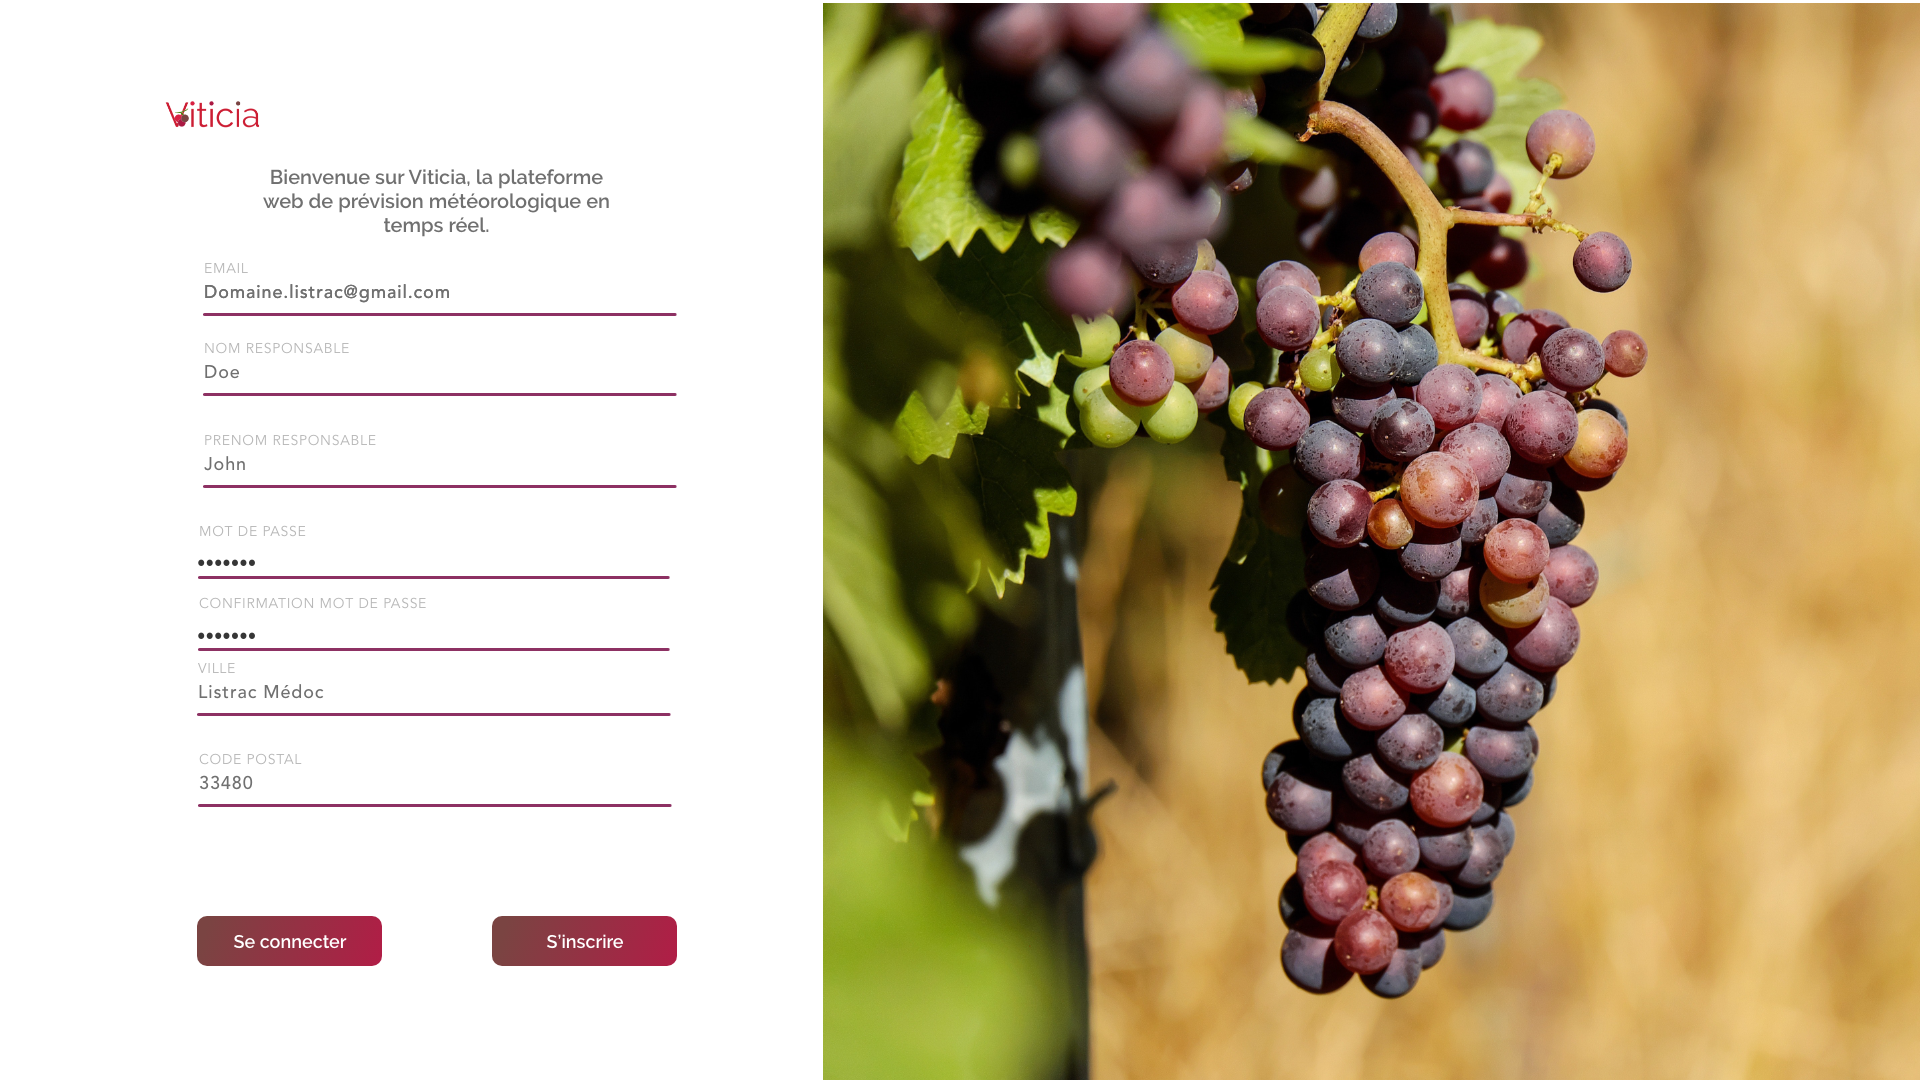 Viticia
Bienvenue sur Viticia, la plateforme
web de prévision météorologique en
temps réel.
EMAIL
Domaine.listrac@gmail.com
NOM RESPONSABLE
Doe
PRENOM RESPONSABLE
John
MOT DE PASSE
•••••••
CONFIRMATION MOT DE PASSE
•••••••
VILLE
Listrac Médoc
CODE POSTAL
33480
Se connecter
S'inscrire